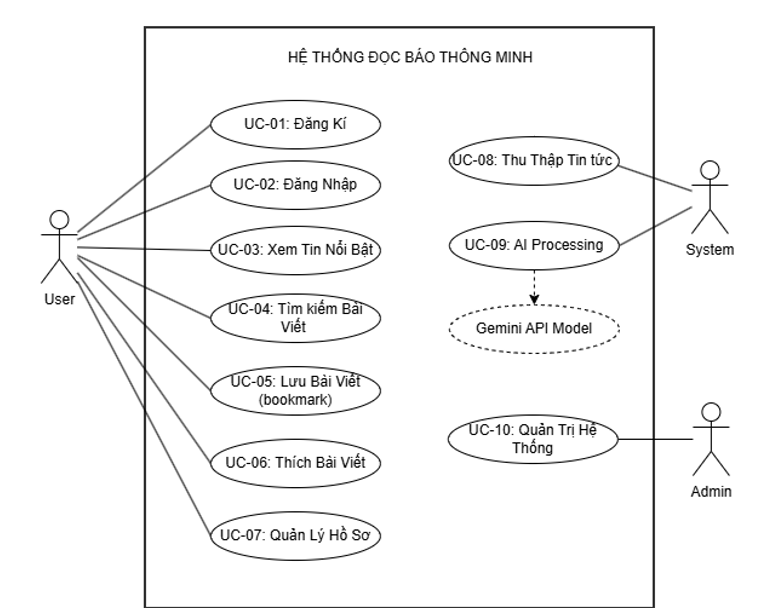 HỆ THỐNG ĐỌC BÁO THÔNG MINH
UC-01: Đăng Kí
UC-02: Đăng Nhập
UC-03: Xem Tin Nổi Bật
UC-04: Tìm kiếm Bài
Viết
UC-05: Lưu Bài Viết
(bookmark)
UC-06: Thích Bài Viết
UC-07: Quản Lý Hồ Sơ
User
UC-08: Thu Thập Tin tức
UC-09: AI Processing
Gemini API Model
UC-10: Quản Trị Hệ
Thống
System
Admin